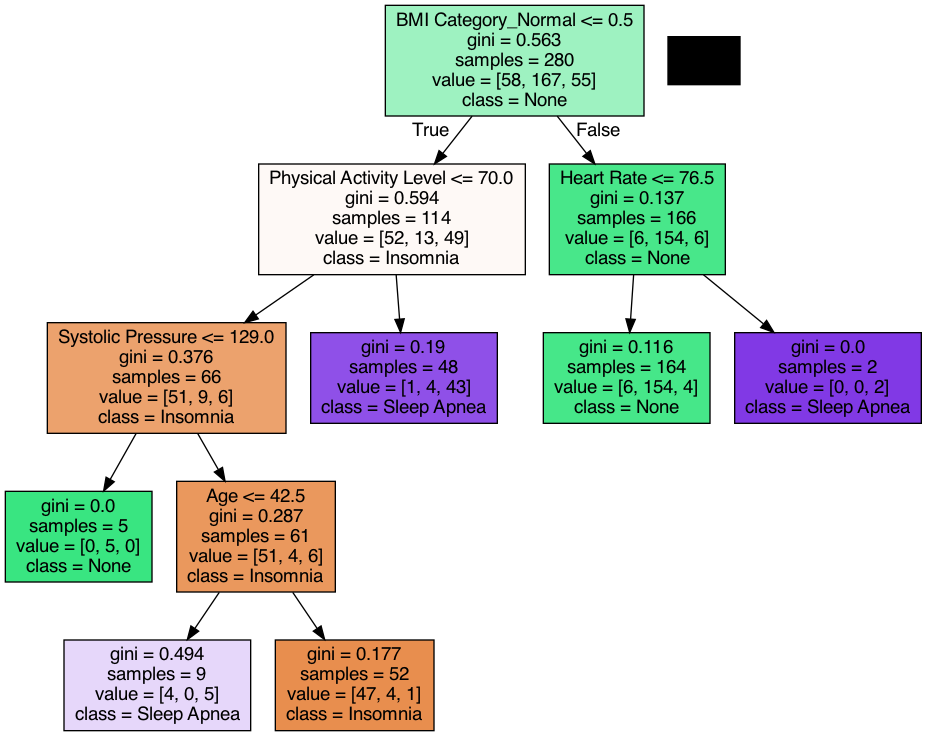 BMI Category_Normal <= 0.5
gini = 0.563
samples = 280
value = [58, 167, 55]
class = None
True
False
Physical Activity Level <= 70.0
gini = 0.594
samples = 114
value = [52, 13, 49]
class = Insomnia
Heart Rate <= 76.5
gini = 0.137
samples = 166
value = [6, 154, 6]
class = None
Systolic Pressure <= 129.0
gini = 0.376
samples = 66
value = [51, 9, 6]
class = Insomnia
gini = 0.19
samples = 48
value = [1, 4, 43]
class = Sleep Apnea
gini = 0.116
samples = 164
value = [6, 154, 4]
class = None
gini = 0.0
samples = 2
value = [0, 0, 2]
class = Sleep Apnea
gini = 0.0
samples = 5
value = [0, 5, 0]
class = None
Age <= 42.5
gini = 0.287
samples = 61
value = [51, 4, 6]
class = Insomnia
gini = 0.494
samples = 9
value = [4, 0, 5]
class = Sleep Apnea
gini = 0.177
samples = 52
value = [47, 4, 1]
class = Insomnia